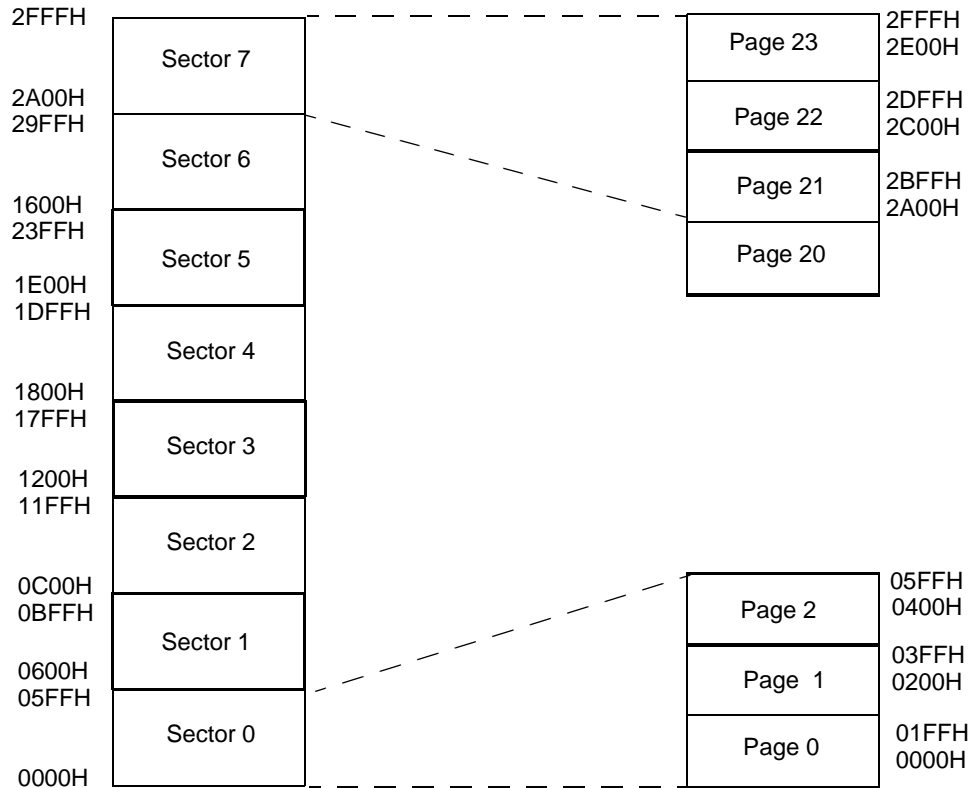 2FFFH
Sector 7
2A00H
29FFH
Sector 6
1600H
23FFH
Sector 5
1E00H
1DFFH
Sector 4
1800H
17FFH
Sector 3
1200H
11FFH
Sector 2
0C00H
0BFFH
Sector 1
0600H
05FFH
Sector 0
0000H
Page 23
2FFFH
2E00H
Page 22
2DFFH
2C00H
Page 21
2BFFH
2A00H
Page 20
Page 2
05FFH
0400H
Page 1
03FFH
0200H
Page 0
01FFH
0000H